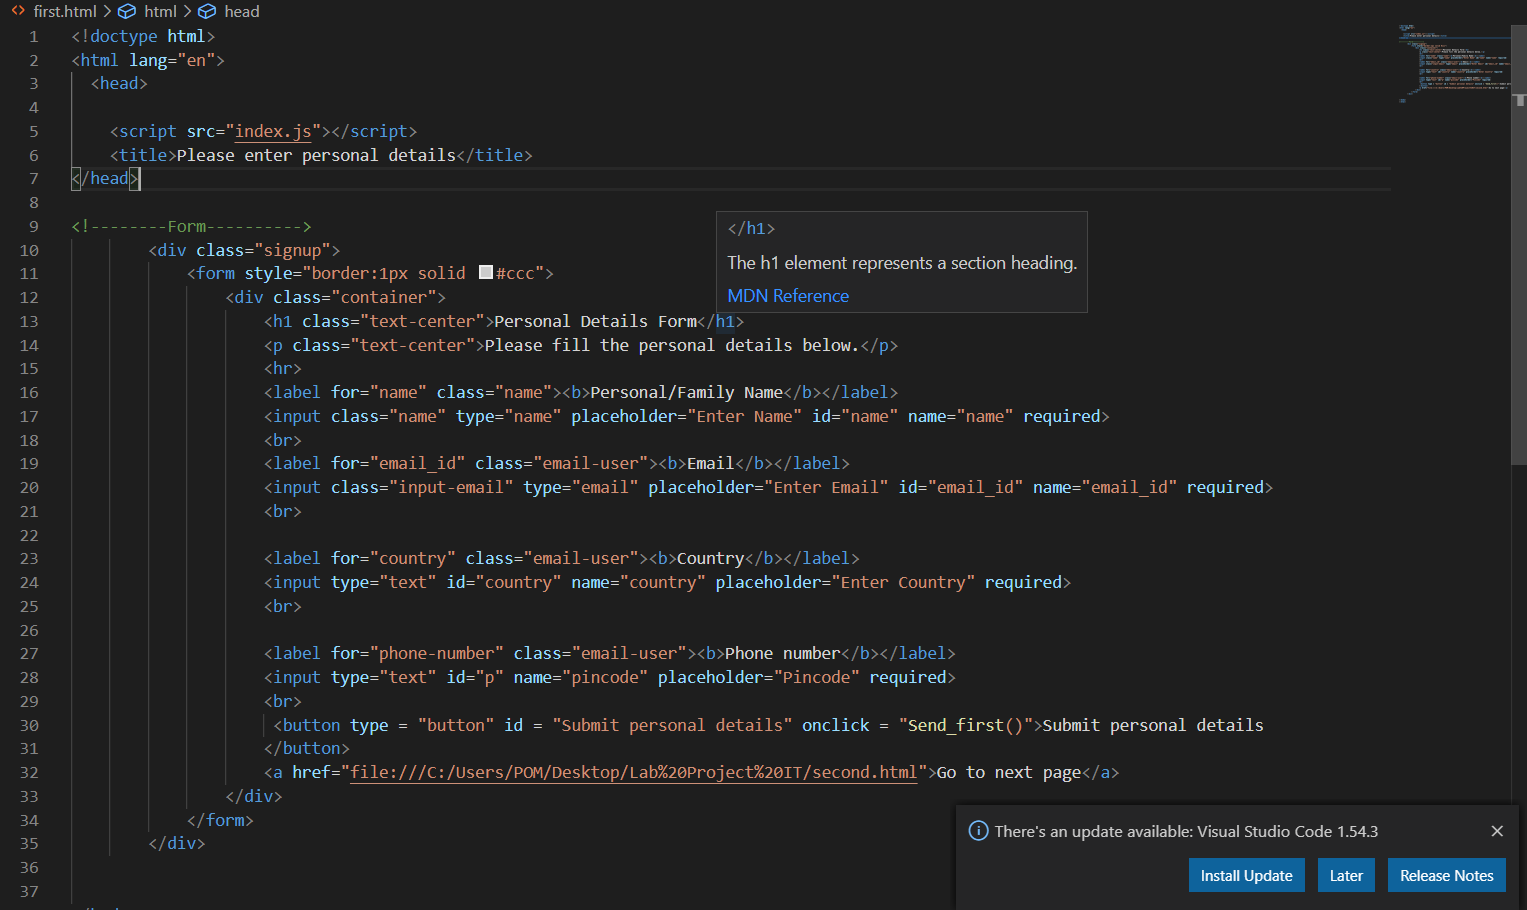 first.html > html > head
1 <!doctype html>
2 <html lang="en">
3 <head>
4
5 <script src="index.js"></script>
6 <title>Please enter personal details</title>
7 </head>
8
9 <!--------Form---------->
10 <div class="signup">
11 <form style="border:1px solid #ccc">
12 <div class="container">
13 <h1 class="text-center">Personal Details Form</h1>
14 <p class="text-center">Please fill the personal details below.</p>
15 <hr>
16 <label for="name" class="name"><b>Personal/Family Name</b></label>
17 <input class="name" type="name" placeholder="Enter Name" id="name" name="name" required>
18 <br>
19 <label for="email_id" class="email-user"><b>Email</b></label>
20 <input class="input-email" type="email" placeholder="Enter Email" id="email_id" name="email_id" required>
21 <br>
22
23 <label for="country" class="email-user"><b>Country</b></label>
24 <input type="text" id="country" name="country" placeholder="Enter Country" required>
25 <br>
26
27 <label for="phone-number" class="email-user"><b>Phone number</b></label>
28 <input type="text" id="p" name="pincode" placeholder="Pincode" required>
29 <br>
30 <button type = "button" id = "Submit personal details" onclick = "Send_first()">Submit personal details
31 </button>
32 <a href="file:///C:/Users/POM/Desktop/Lab%20Project%20IT/second.html">Go to next page</a>
33 </div>
34 </form>
35 </div>
36
37
</h1>
The h1 element represents a section heading.
MDN Reference
There's an update available: Visual Studio Code 1.54.3
Install Update
Later
Release Notes